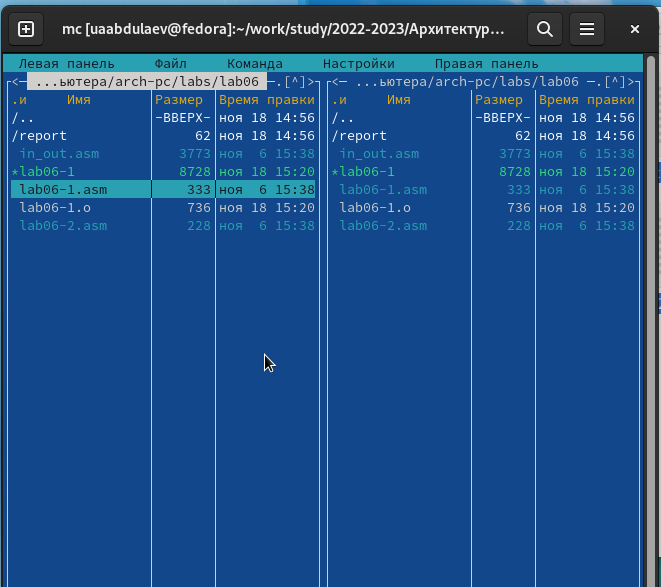 mc [uaabdulaev@fedora]:~/work/study/2022-2023/Архитектур...
Левая панель Файл Команда Настройки Правая панель
<─ ...ьютера/arch-pc/labs/lab06 ─.[^]> <─ ...ьютера/arch-pc/labs/lab06 ─.[^]>
.и Имя Размер Время правки .и Имя Размер Время правки
/.. -ВВЕРХ- ноя 18 14:56 /.. -ВВЕРХ- ноя 18 14:56
/report 62 ноя 18 14:56 /report 62 ноя 18 14:56
in_out.asm 3773 ноя 6 15:38 in_out.asm 3773 ноя 6 15:38
*lab06-1 8728 ноя 18 15:20 *lab06-1 8728 ноя 18 15:20
lab06-1.asm 333 ноя 6 15:38 lab06-1.asm 333 ноя 6 15:38
lab06-1.o 736 ноя 18 15:20 lab06-1.o 736 ноя 18 15:20
lab06-2.asm 228 ноя 6 15:38 lab06-2.asm 228 ноя 6 15:38